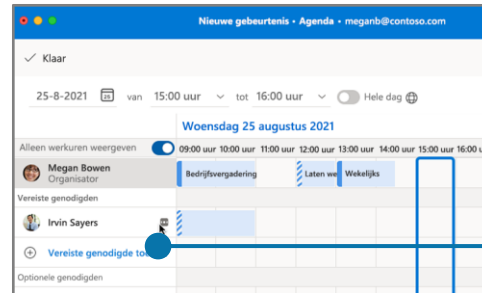 Nieuwe gebeurtenis • Agenda • meganb@contoso.com
Klaar
25-8-2021 van 15:00 uur tot 16:00 uur Hele dag
Woensdag 25 augustus 2021
Alleen werkuren weergeven 09:00 uur 10:00 uur 11:00 uur 12:00 uur 13:00 uur 14:00 uur 15:00 uur 16:00 u
Megan Bowen Bedrijfsvergadering Laten we Wekelijks
Organisator
Vereiste genodigden
Irvin Sayers
Vereiste genodigde toe
Optionele genodigden